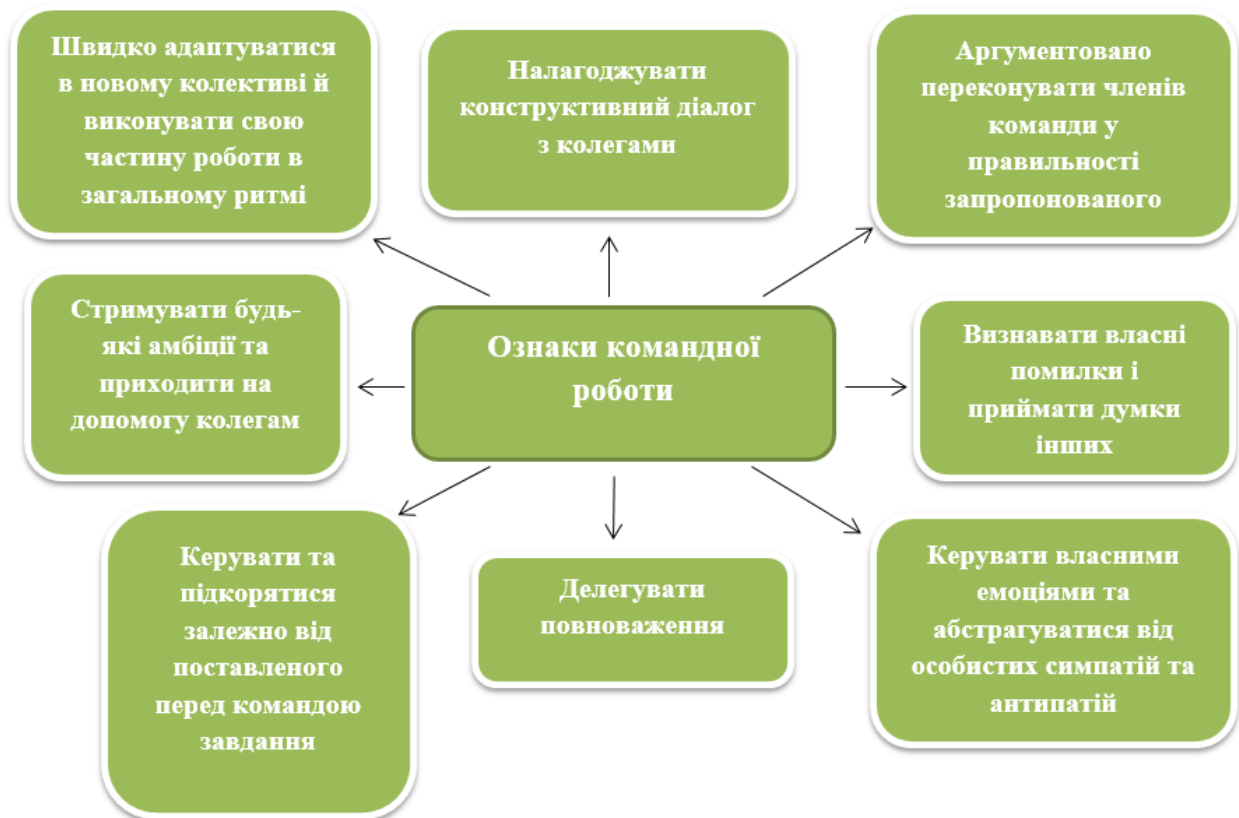 Швидко адаптуватися
в новому колективі й
виконувати свою
частину роботи в
загальному ритмі
Налагоджувати
конструктивний діалог
з колегами
Аргументовано
переконувати членів
команди у
правильності
запропонованого
Стримувати будь-
які амбіції та
приходити на
допомогу колегам
Ознаки командної
роботи
Визнавати власні
помилки і
приймати думки
інших
Керувати та
підкорятися
залежно від
поставленого
перед командою
завдання
Делегувати
повноваження
Керувати власними
емоціями та
абстрагуватися від
особистих симпатій та
антипатій